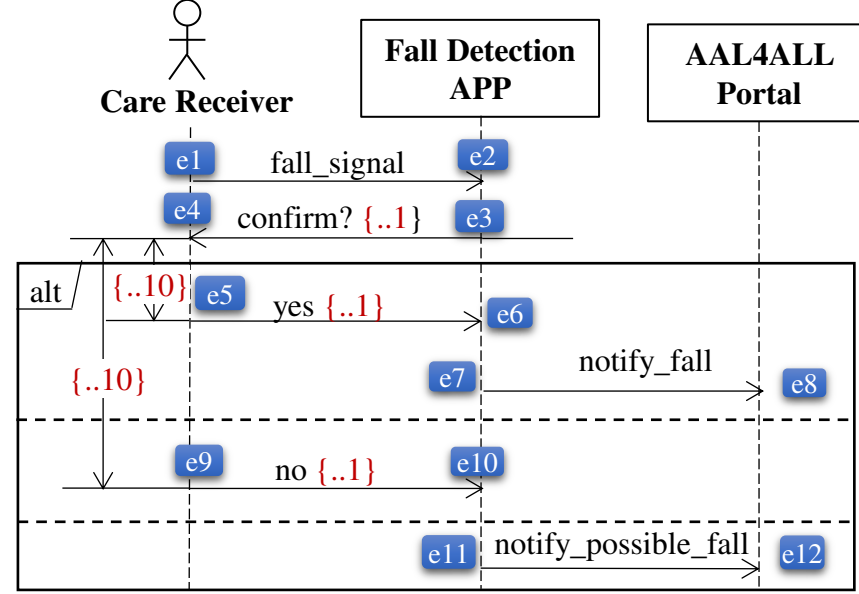 Care Receiver
Fall Detection
APP
AAL4ALL
Portal
e1
fall_signal
e2
e4
confirm? {..1}
e3
alt
{..10}
e5
yes {..1}
e6
{..10}
e7
notify_fall
e8
e9
no {..1}
e10
e11
notify_possible_fall
e12